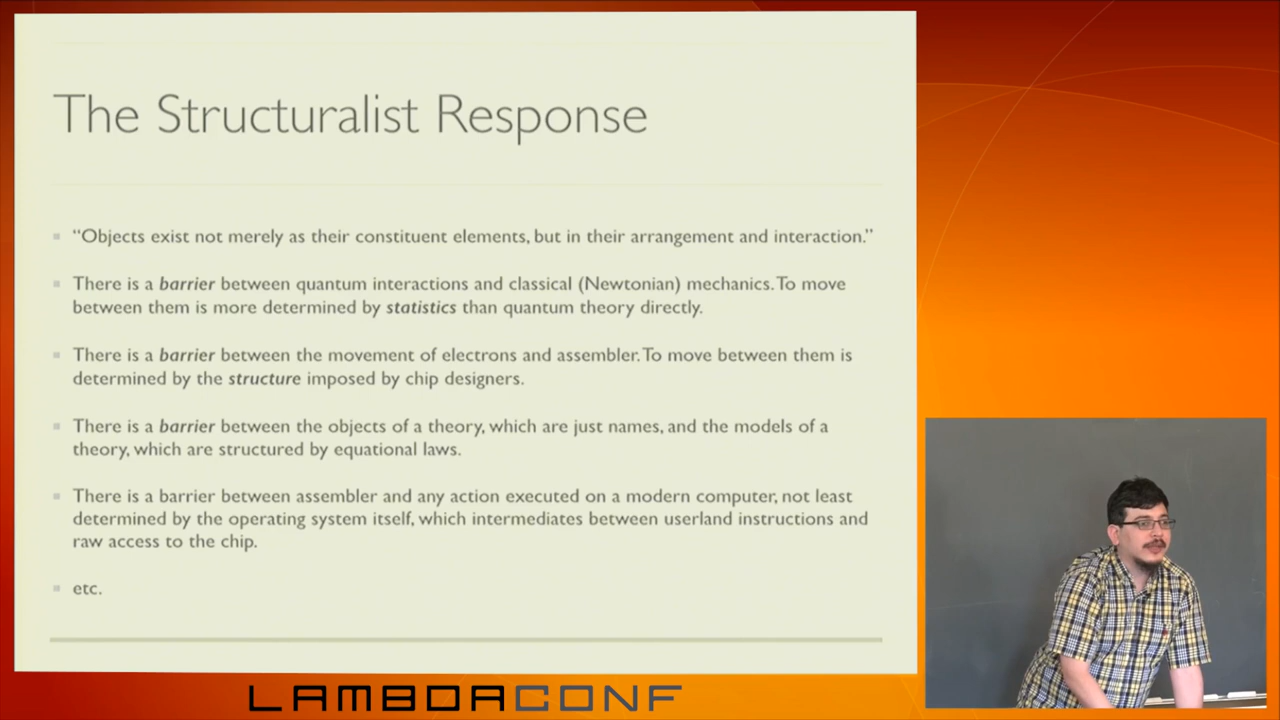 The Structuralist Response
“Objects exist not merely as their constituent elements, but in their arrangement and interaction.”
There is a barrier between quantum interactions and classical (Newtonian) mechanics. To move
between them is more determined by statistics than quantum theory directly.
There is a barrier between the movement of electrons and assembler. To move between them is
determined by the structure imposed by chip designers.
There is a barrier between the objects of a theory, which are just names, and the models of a
theory, which are structured by equational laws.
There is a barrier between assembler and any action executed on a modern computer, not least
determined by the operating system itself, which intermediates between userland instructions and
raw access to the chip.
etc.
LAMBDACONF